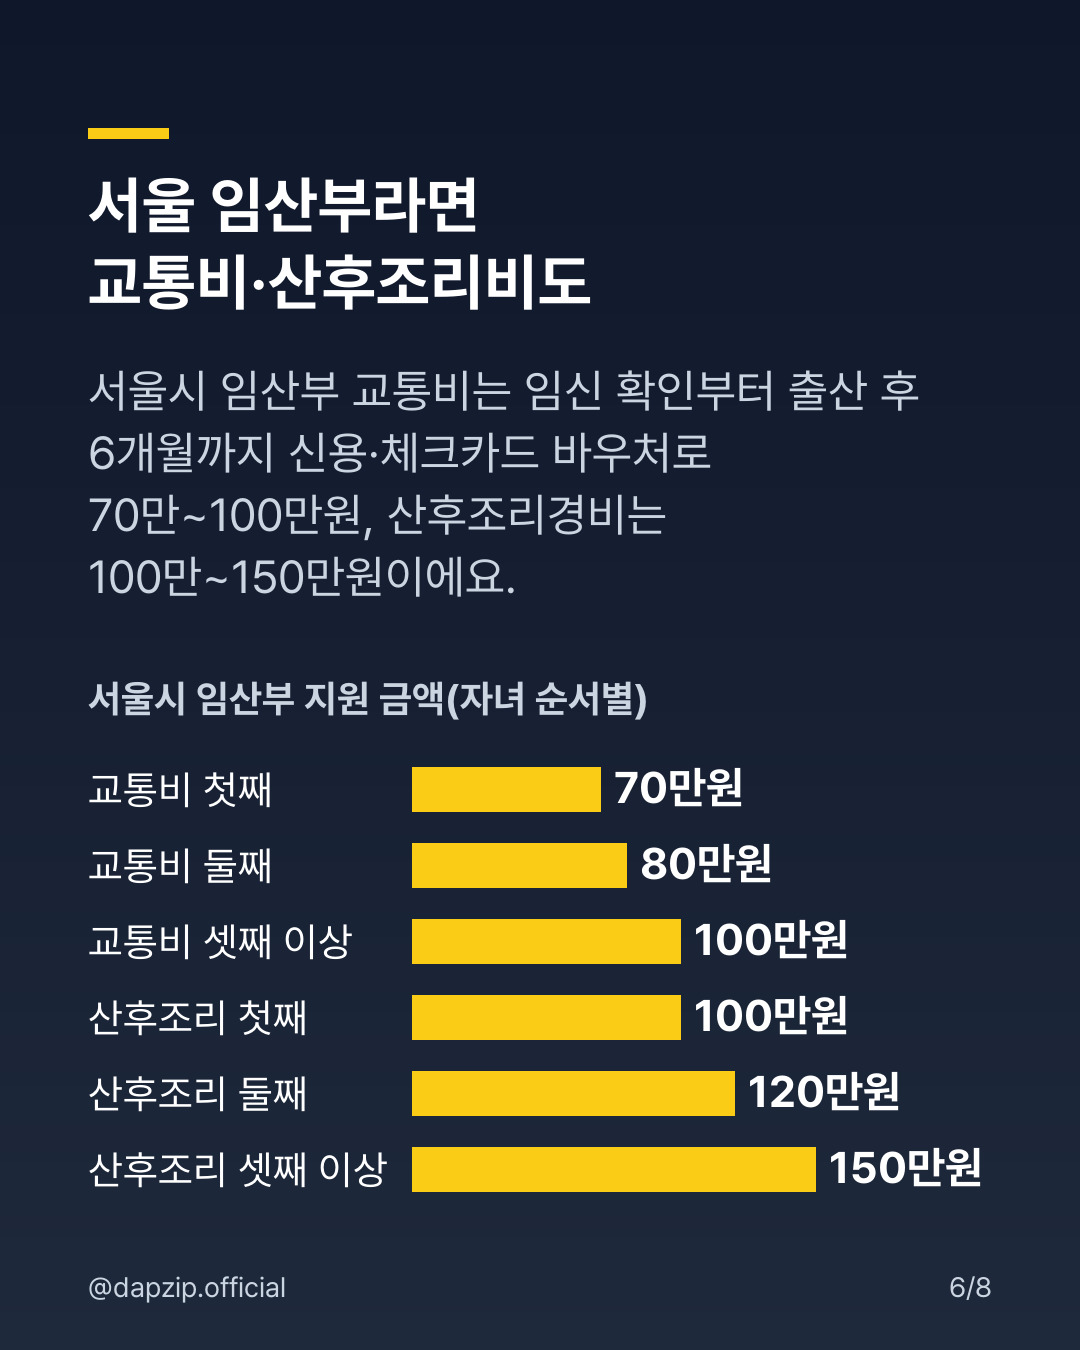 서울 임산부라면
교통비·산후조리비도
서울시 임산부 교통비는 임신 확인부터 출산 후
6개월까지 신용·체크카드 바우처로
70만~100만원, 산후조리경비는
100만~150만원이에요.
서울시 임산부 지원 금액(자녀 순서별)
교통비 첫째 70만원
교통비 둘째 80만원
교통비 셋째 이상 100만원
산후조리 첫째 100만원
산후조리 둘째 120만원
산후조리 셋째 이상 150만원
@dapzip.official 6/8